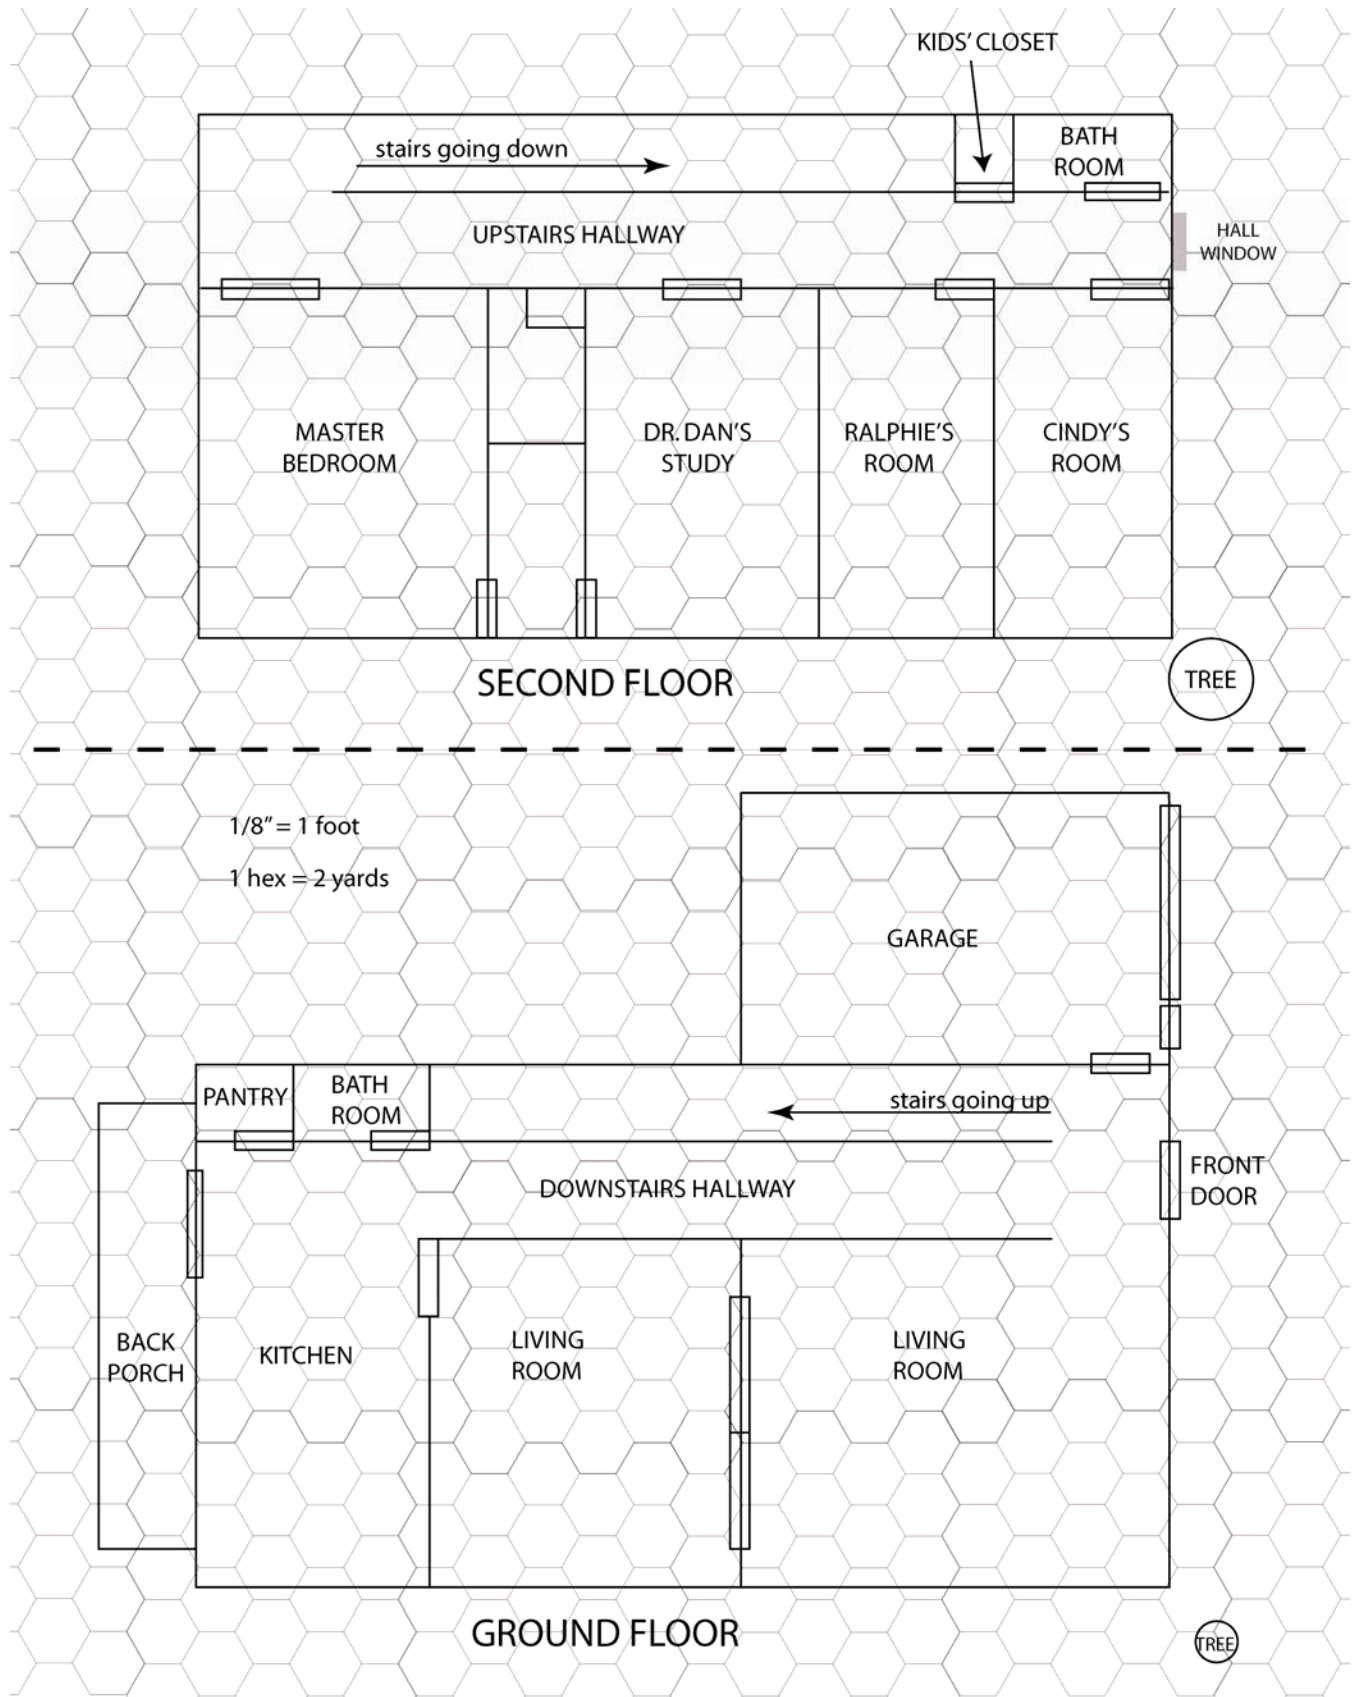 KIDS' CLOSET
BATH
ROOM
stairs going down
UPSTAIRS HALLWAY
HALL
WINDOW
MASTER
BEDROOM
DR. DAN'S
STUDY
RALPHIE'S
ROOM
CINDY'S
ROOM
SECOND FLOOR
TREE
1/8" = 1 foot
1 hex = 2 yards
GARAGE
PANTRY
BATH
ROOM
stairs going up
DOWNSTAIRS HALLWAY
FRONT
DOOR
BACK
PORCH
KITCHEN
LIVING
ROOM
LIVING
ROOM
GROUND FLOOR
TREE